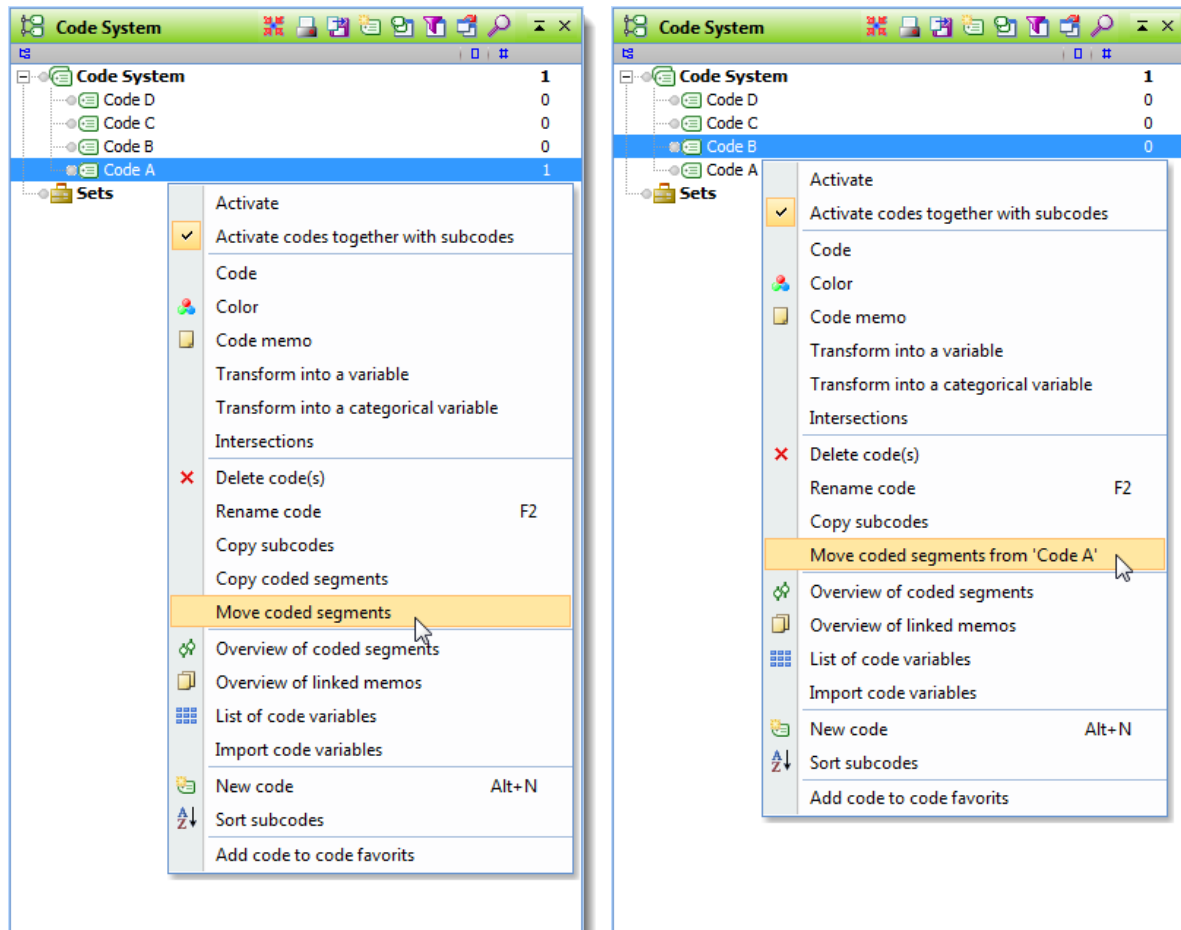 Code System
#
Code System 1
Code D 0
Code C 0
Code B 0
Code A 1
Sets
Activate
Activate codes together with subcodes
Code
Color
Code memo
Transform into a variable
Transform into a categorical variable
Intersections
Delete code(s)
Rename code F2
Copy subcodes
Copy coded segments
Move coded segments
Overview of coded segments
Overview of linked memos
List of code variables
Import code variables
New code Alt+N
Sort subcodes
Add code to code favorits
Code System
#
Code System 1
Code D 0
Code C 0
Code B 0
Code A
Sets
Activate
Activate codes together with subcodes
Code
Color
Code memo
Transform into a variable
Transform into a categorical variable
Intersections
Delete code(s)
Rename code F2
Copy subcodes
Move coded segments from 'Code A'
Overview of coded segments
Overview of linked memos
List of code variables
Import code variables
New code Alt+N
Sort subcodes
Add code to code favorits